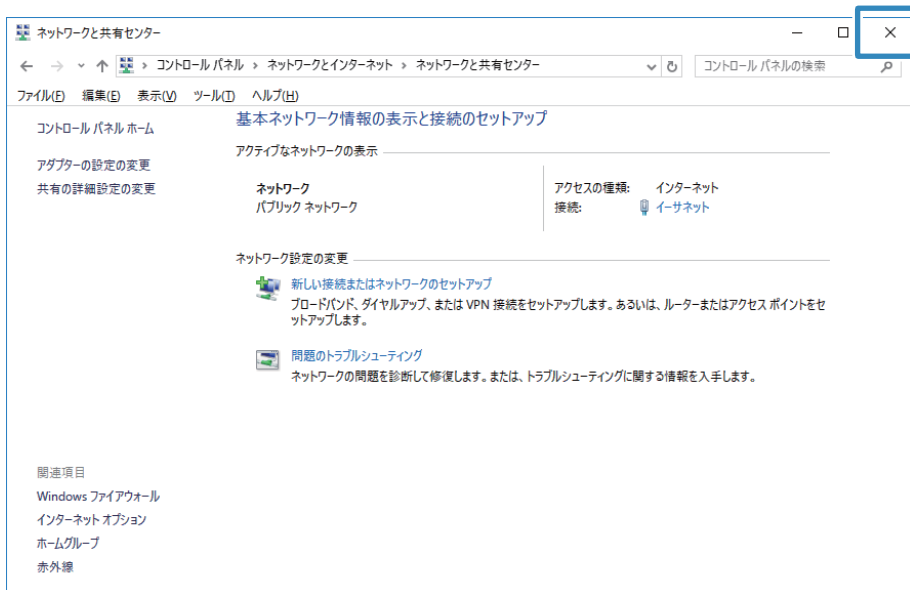 ネットワークと共有センター
コントロール パネル › ネットワークとインターネット › ネットワークと共有センター
コントロール パネルの検索
ファイル(F) 編集(E) 表示(V) ツール(T) ヘルプ(H)
コントロール パネル ホーム
アダプターの設定の変更
共有の詳細設定の変更
基本ネットワーク情報の表示と接続のセットアップ
アクティブなネットワークの表示
ネットワーク
パブリック ネットワーク
アクセスの種類: インターネット
接続: イーサネット
ネットワーク設定の変更
新しい接続またはネットワークのセットアップ
ブロードバンド、ダイヤルアップ、または VPN 接続をセットアップします。あるいは、ルーターまたはアクセス ポイントをセ
ットアップします。
問題のトラブルシューティング
ネットワークの問題を診断して修復します。または、トラブルシューティングに関する情報を入手します。
関連項目
Windows ファイアウォール
インターネット オプション
ホームグループ
赤外線